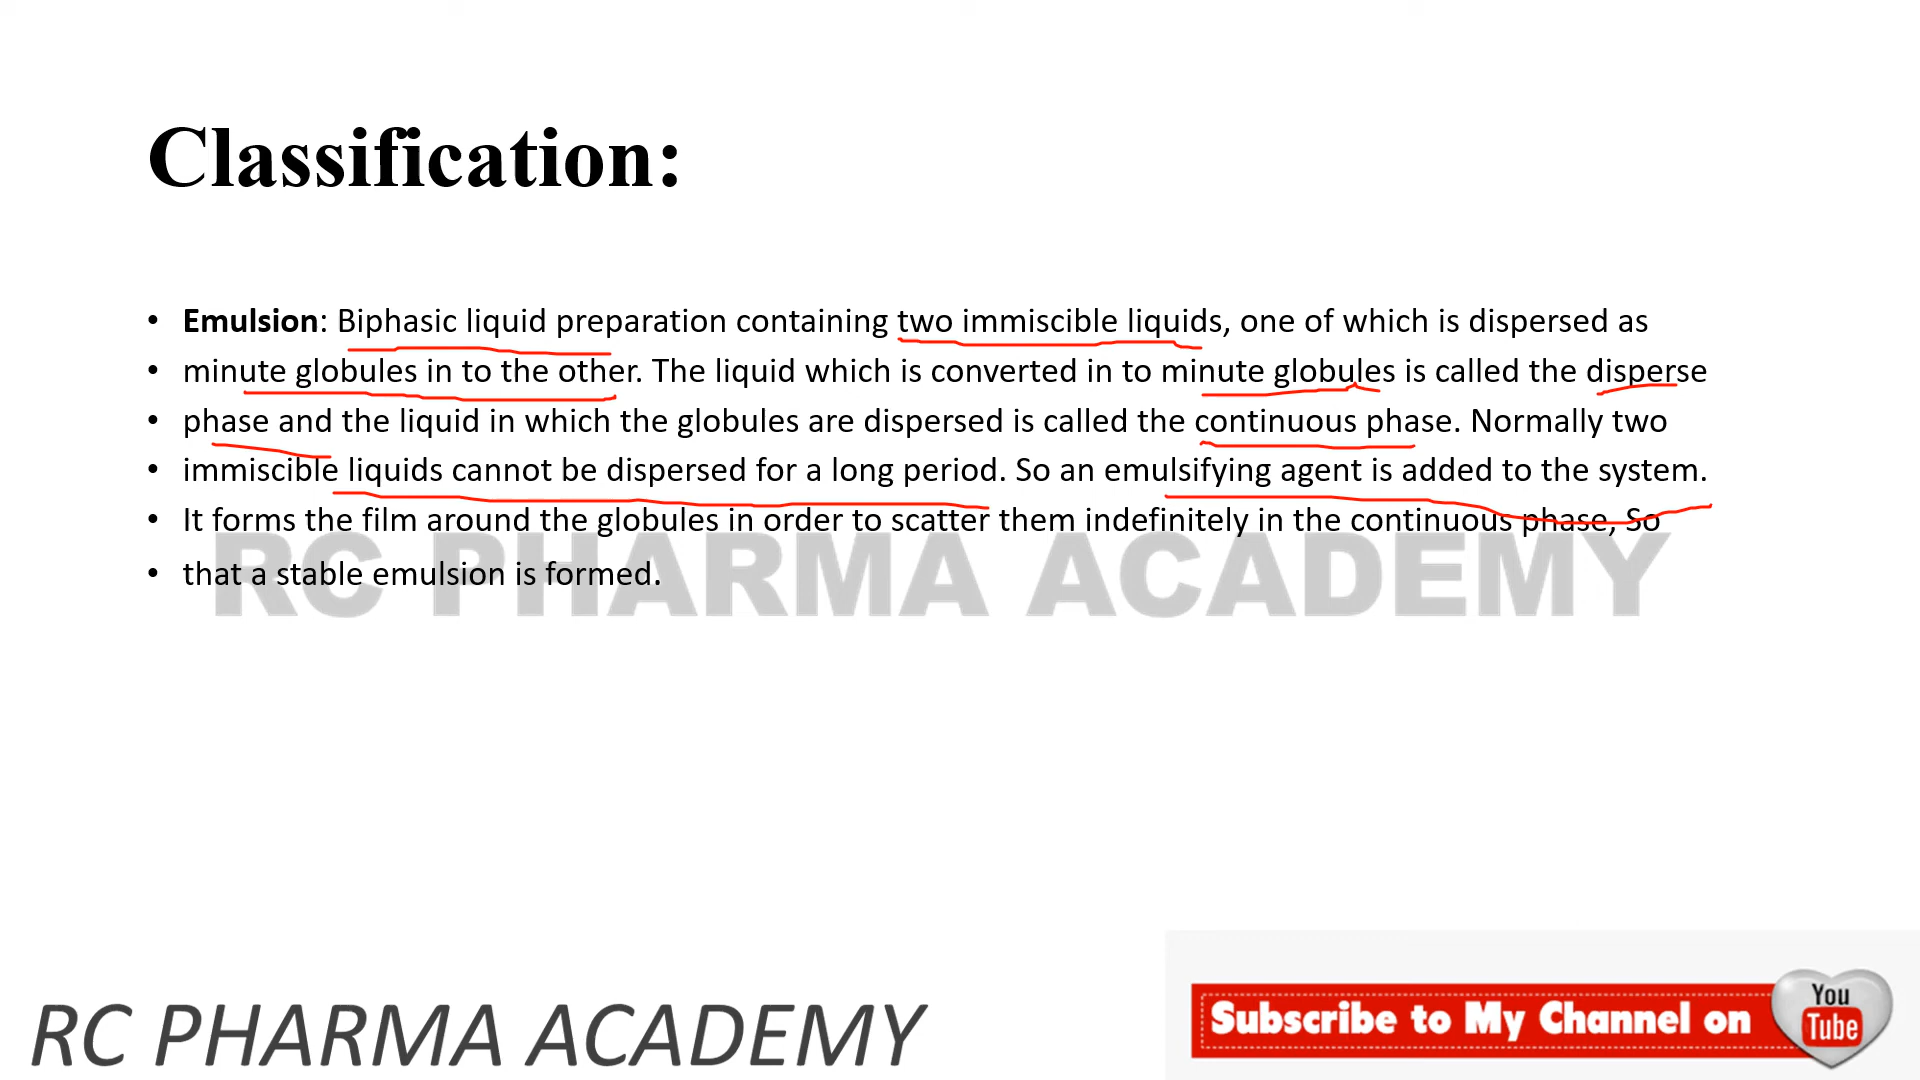 Classification:
• Emulsion: Biphasic liquid preparation containing two immiscible liquids, one of which is dispersed as
• minute globules in to the other. The liquid which is converted in to minute globules is called the disperse
• phase and the liquid in which the globules are dispersed is called the continuous phase. Normally two
• immiscible liquids cannot be dispersed for a long period. So an emulsifying agent is added to the system.
• It forms the film around the globules in order to scatter them indefinitely in the continuous phase, So
• that a stable emulsion is formed.
RC PHARMA ACADEMY
RC PHARMA ACADEMY
Subscribe to My Channel on
You
Tube